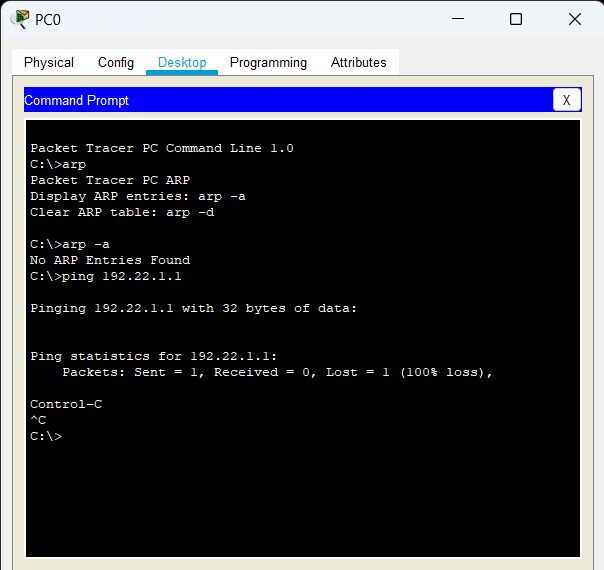 PC0
Physical Config Desktop Programming Attributes
Command Prompt X
Packet Tracer PC Command Line 1.0
C:\>arp
Packet Tracer PC ARP
Display ARP entries: arp -a
Clear ARP table: arp -d
C:\>arp -a
No ARP Entries Found
C:\>ping 192.22.1.1
Pinging 192.22.1.1 with 32 bytes of data:
Ping statistics for 192.22.1.1:
    Packets: Sent = 1, Received = 0, Lost = 1 (100% loss),
Control-C
^C
C:\>